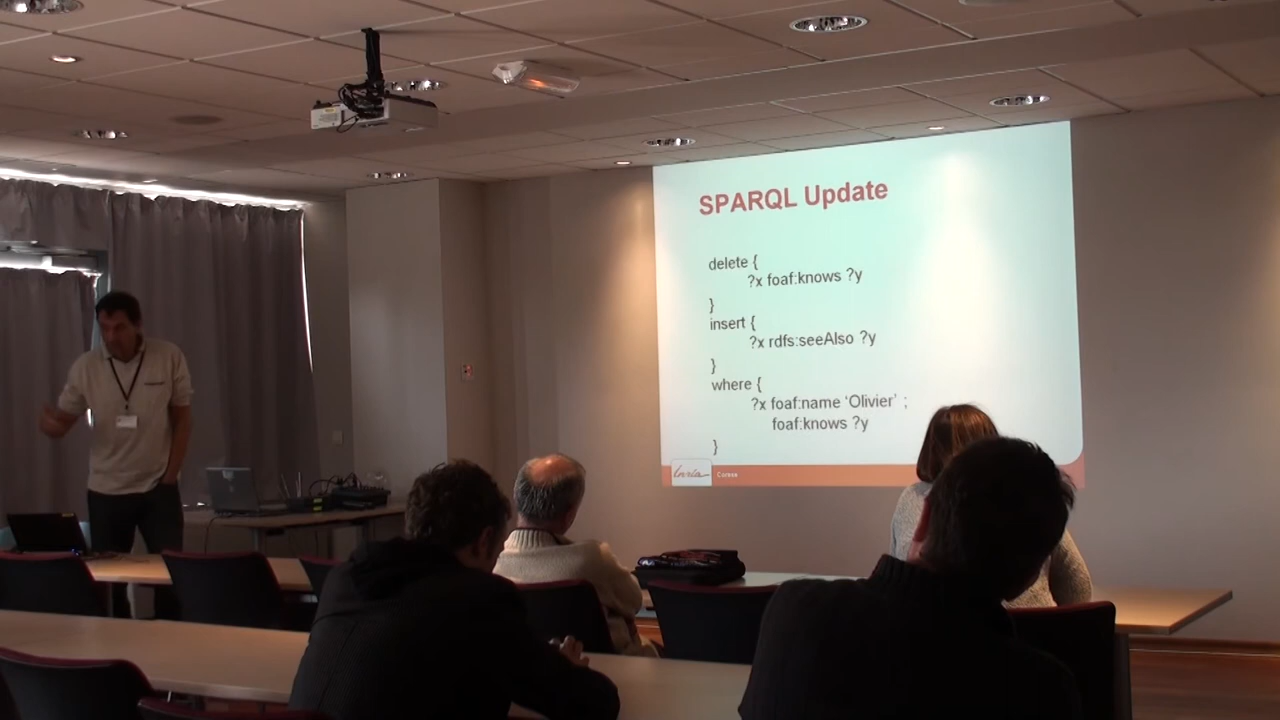 SPARQL Update
delete {
?x foaf:knows ?y
}
insert {
?x rdfs:seeAlso ?y
}
where {
?x foaf:name ‘Olivier’ ;
foaf:knows ?y
}
Inria
Corese